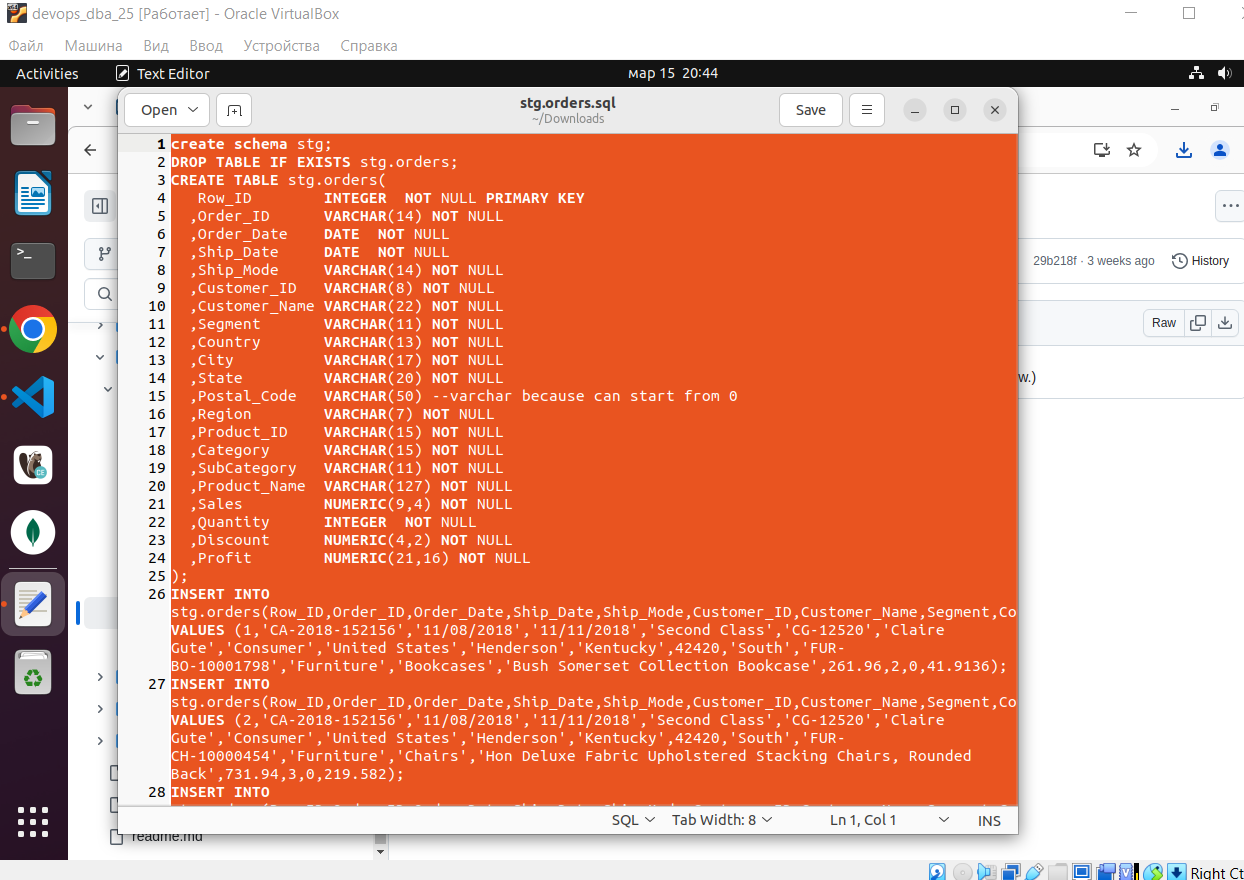 devops_dba_25 [Работает] - Oracle VirtualBox
Файл Машина Вид Ввод Устройства Справка
Activities Text Editor мар 15 20:44
Open stg.orders.sql Save
~/Downloads
1 create schema stg;
2 DROP TABLE IF EXISTS stg.orders;
3 CREATE TABLE stg.orders(
4 Row_ID INTEGER NOT NULL PRIMARY KEY
5 ,Order_ID VARCHAR(14) NOT NULL
6 ,Order_Date DATE NOT NULL
7 ,Ship_Date DATE NOT NULL
8 ,Ship_Mode VARCHAR(14) NOT NULL
9 ,Customer_ID VARCHAR(8) NOT NULL
10 ,Customer_Name VARCHAR(22) NOT NULL
11 ,Segment VARCHAR(11) NOT NULL
12 ,Country VARCHAR(13) NOT NULL
13 ,City VARCHAR(17) NOT NULL
14 ,State VARCHAR(20) NOT NULL
15 ,Postal_Code VARCHAR(50) --varchar because can start from 0
16 ,Region VARCHAR(7) NOT NULL
17 ,Product_ID VARCHAR(15) NOT NULL
18 ,Category VARCHAR(15) NOT NULL
19 ,SubCategory VARCHAR(11) NOT NULL
20 ,Product_Name VARCHAR(127) NOT NULL
21 ,Sales NUMERIC(9,4) NOT NULL
22 ,Quantity INTEGER NOT NULL
23 ,Discount NUMERIC(4,2) NOT NULL
24 ,Profit NUMERIC(21,16) NOT NULL
25 );
26 INSERT INTO
stg.orders(Row_ID,Order_ID,Order_Date,Ship_Date,Ship_Mode,Customer_ID,Customer_Name,Segment,Co
VALUES (1,'CA-2018-152156','11/08/2018','11/11/2018','Second Class','CG-12520','Claire
Gute','Consumer','United States','Henderson','Kentucky',42420,'South','FUR-
BO-10001798','Furniture','Bookcases','Bush Somerset Collection Bookcase',261.96,2,0,41.9136);
27 INSERT INTO
stg.orders(Row_ID,Order_ID,Order_Date,Ship_Date,Ship_Mode,Customer_ID,Customer_Name,Segment,Co
VALUES (2,'CA-2018-152156','11/08/2018','11/11/2018','Second Class','CG-12520','Claire
Gute','Consumer','United States','Henderson','Kentucky',42420,'South','FUR-
CH-10000454','Furniture','Chairs','Hon Deluxe Fabric Upholstered Stacking Chairs, Rounded
Back',731.94,3,0,219.582);
28 INSERT INTO
SQL Tab Width: 8 Ln 1, Col 1 INS
29b218f · 3 weeks ago History
Raw
w.)
readme.md
Right Ct